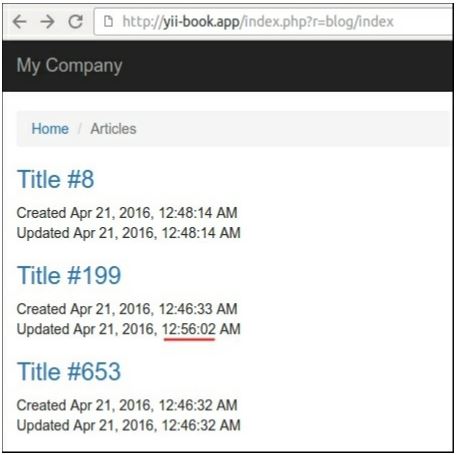 http://yii-book.app/index.php?r=blog/index
My Company
Home / Articles
Title #8
Created Apr 21, 2016, 12:48:14 AM
Updated Apr 21, 2016, 12:48:14 AM
Title #199
Created Apr 21, 2016, 12:46:33 AM
Updated Apr 21, 2016, 12:56:02 AM
Title #653
Created Apr 21, 2016, 12:46:32 AM
Updated Apr 21, 2016, 12:46:32 AM